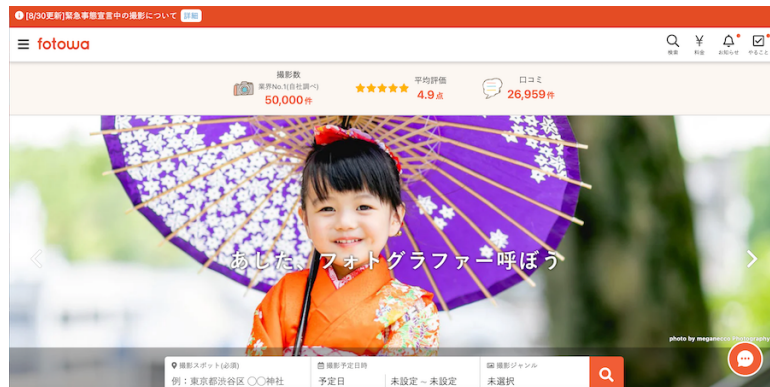 [8/30更新]緊急事態宣言中の撮影について 詳細
fotowa
検索 料金 お知らせ やること
撮影数
業界No.1(自社調べ)
50,000件
平均評価
4.9点
口コミ
26,959件
あした、フォトグラファー呼ぼう
photo by meganecco Photography
撮影スポット(必須)
例：東京都渋谷区 〇〇神社
撮影予定日時
予定日 未設定 ~ 未設定
撮影ジャンル
未選択